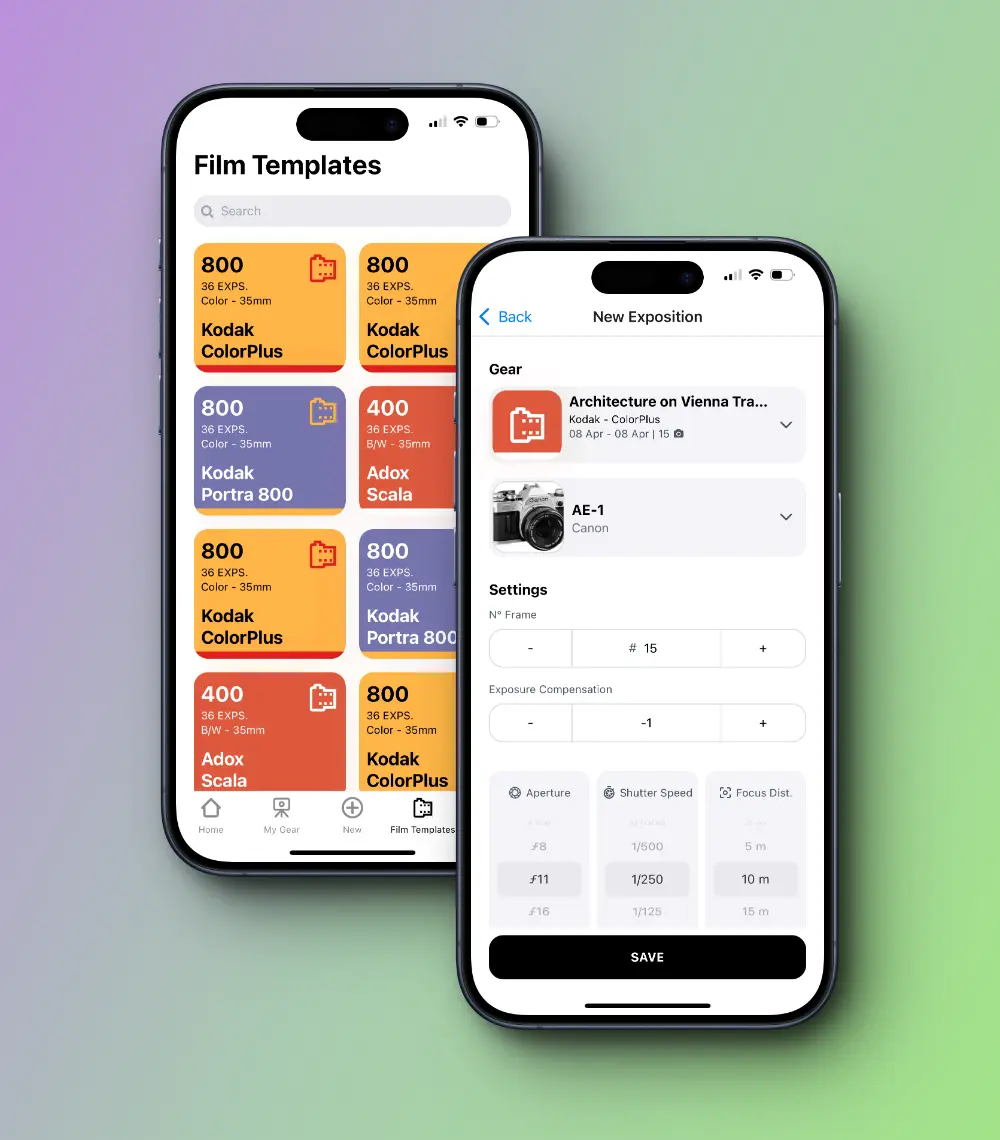 Film Templates
Search
800
36 EXPS.
Color - 35mm
Kodak
ColorPlus
800
36 EXPS.
Color - 35mm
Kodak
ColorPlus
800
36 EXPS.
Color - 35mm
Kodak
Portra 800
400
36 EXPS.
B/W - 35mm
Adox
Scala
800
36 EXPS.
Color - 35mm
Kodak
ColorPlus
800
36 EXPS.
Color - 35mm
Kodak
Portra 800
400
36 EXPS.
B/W - 35mm
Adox
Scala
800
36 EXPS.
Color - 35mm
Kodak
ColorPlus
Home
My Gear
New
Film Templates
Back
New Exposition
Gear
Architecture on Vienna Tra...
Kodak - ColorPlus
08 Apr - 08 Apr | 15
Canon
AE-1
Canon
Settings
Nº Frame
- # 15 +
Exposure Compensation
- -1 +
Aperture Shutter Speed Focus Dist.
ƒ8 1/500 5 m
ƒ11 1/250 10 m
ƒ16 1/125 15 m
SAVE